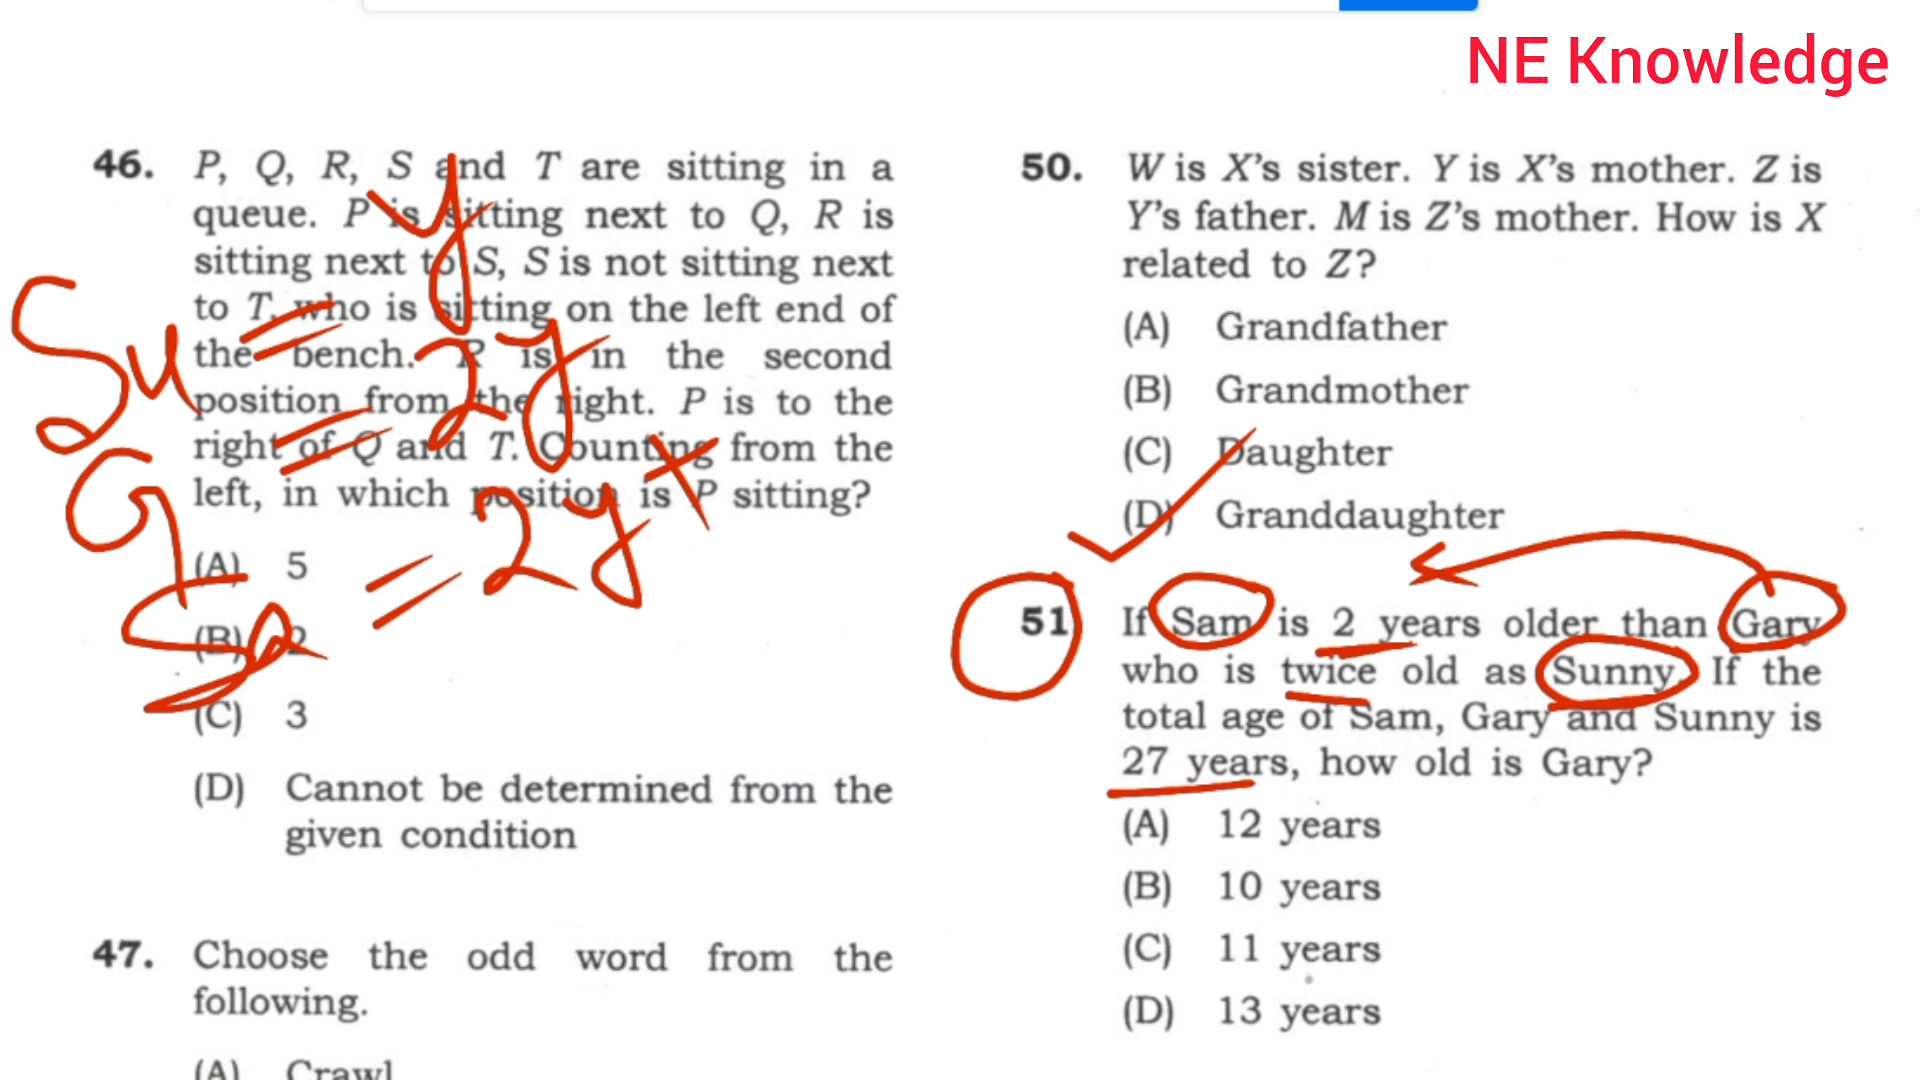 NE Knowledge
46. P, Q, R, S and T are sitting in a
queue. P is sitting next to Q, R is
sitting next to S, S is not sitting next
to T, who is sitting on the left end of
the bench. R is in the second
position from the right. P is to the
right of Q and T. Counting from the
left, in which position is P sitting?
(A) 5
(B) 2
(C) 3
(D) Cannot be determined from the
given condition
47. Choose the odd word from the
following.
(A) Crawl
Su = y
G = 2y
Sa = 2y+
50. W is X's sister. Y is X's mother. Z is
Y's father. M is Z's mother. How is X
related to Z?
(A) Grandfather
(B) Grandmother
(C) Daughter
(D) Granddaughter
51 If Sam is 2 years older than Gary
who is twice old as Sunny. If the
total age of Sam, Gary and Sunny is
27 years, how old is Gary?
(A) 12 years
(B) 10 years
(C) 11 years
(D) 13 years